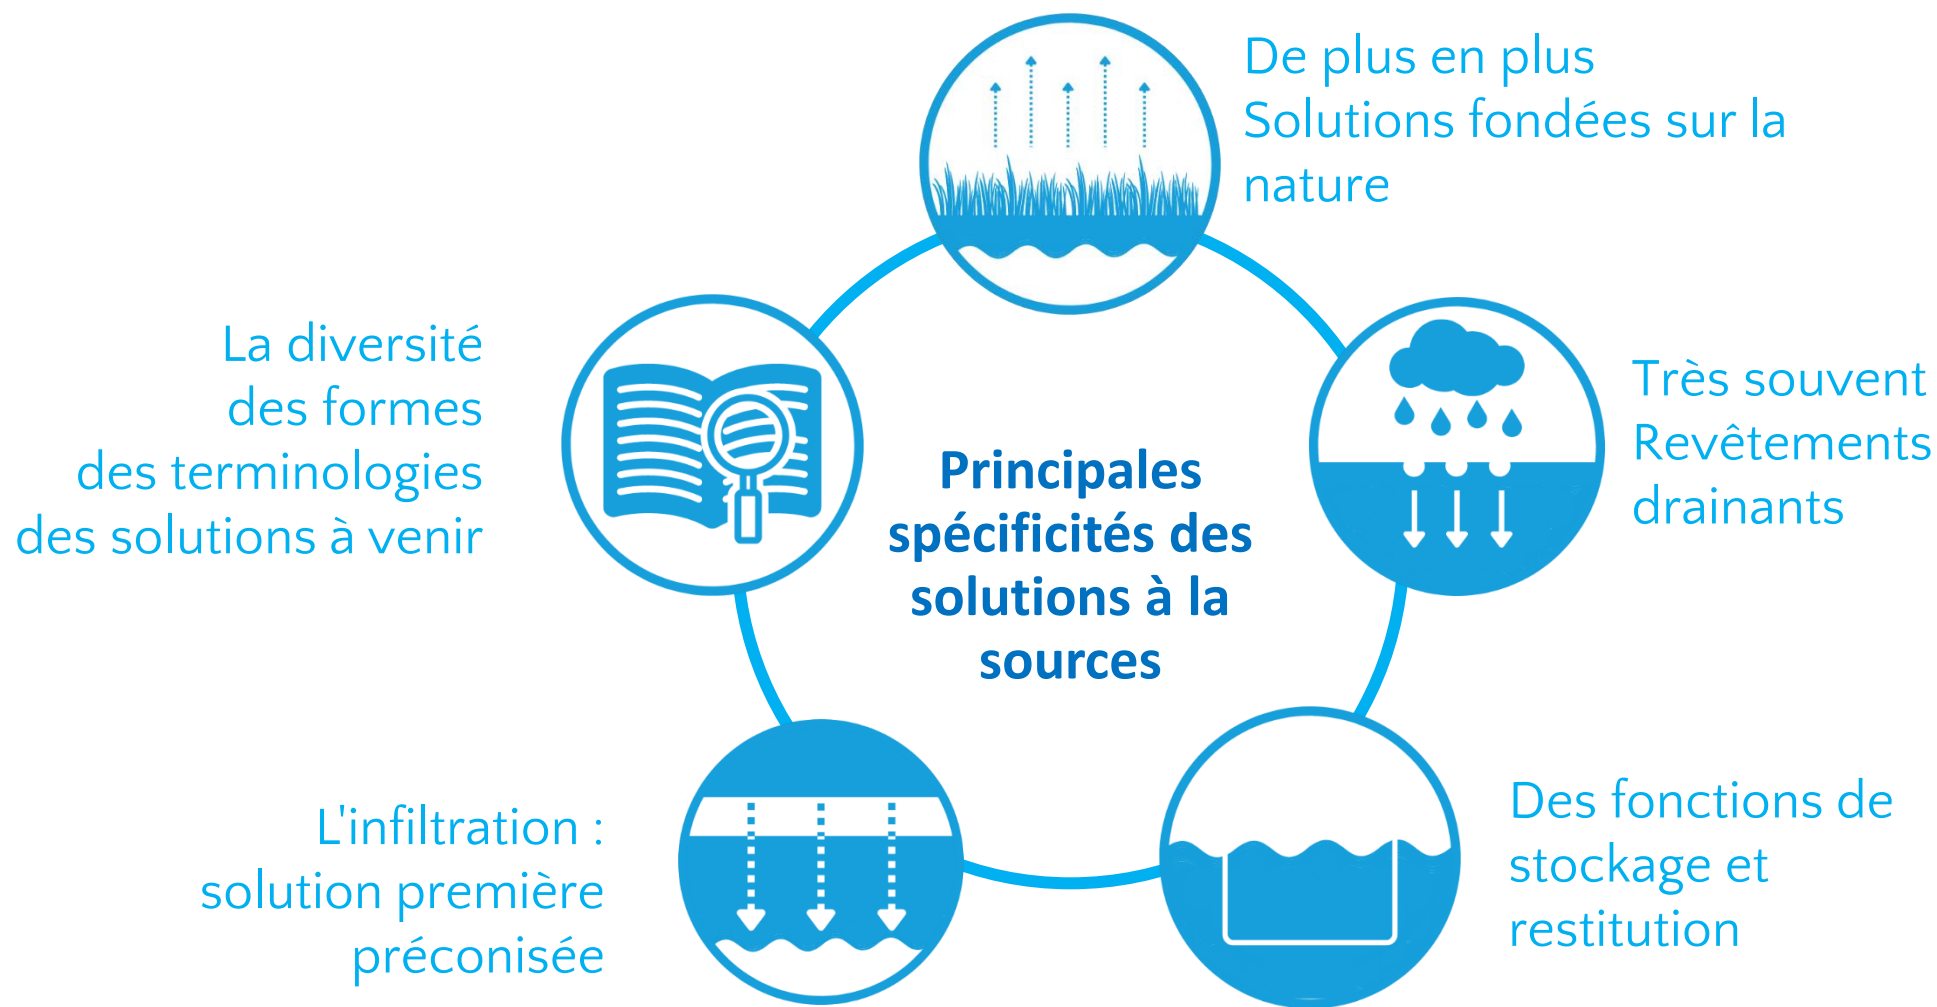 De plus en plus
Solutions fondées sur la
nature
Très souvent
Revêtements
drainants
Des fonctions de
stockage et
restitution
L'infiltration :
solution première
préconisée
La diversité
des formes
des terminologies
des solutions à venir
Principales
spécificités des
solutions à la
sources